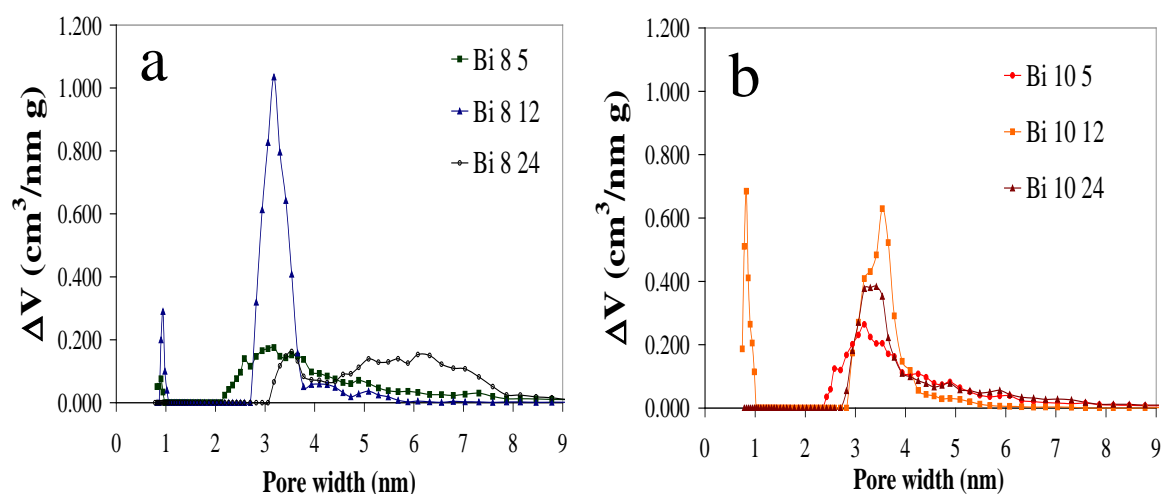 a
ΔV (cm³/nm g)
1.200
1.000
0.800
0.600
0.400
0.200
0.000
0 1 2 3 4 5 6 7 8 9
Pore width (nm)
Bi 8 5
Bi 8 12
Bi 8 24
b
ΔV (cm³/nm g)
1.200
1.000
0.800
0.600
0.400
0.200
0.000
0 1 2 3 4 5 6 7 8 9
Pore width (nm)
Bi 10 5
Bi 10 12
Bi 10 24